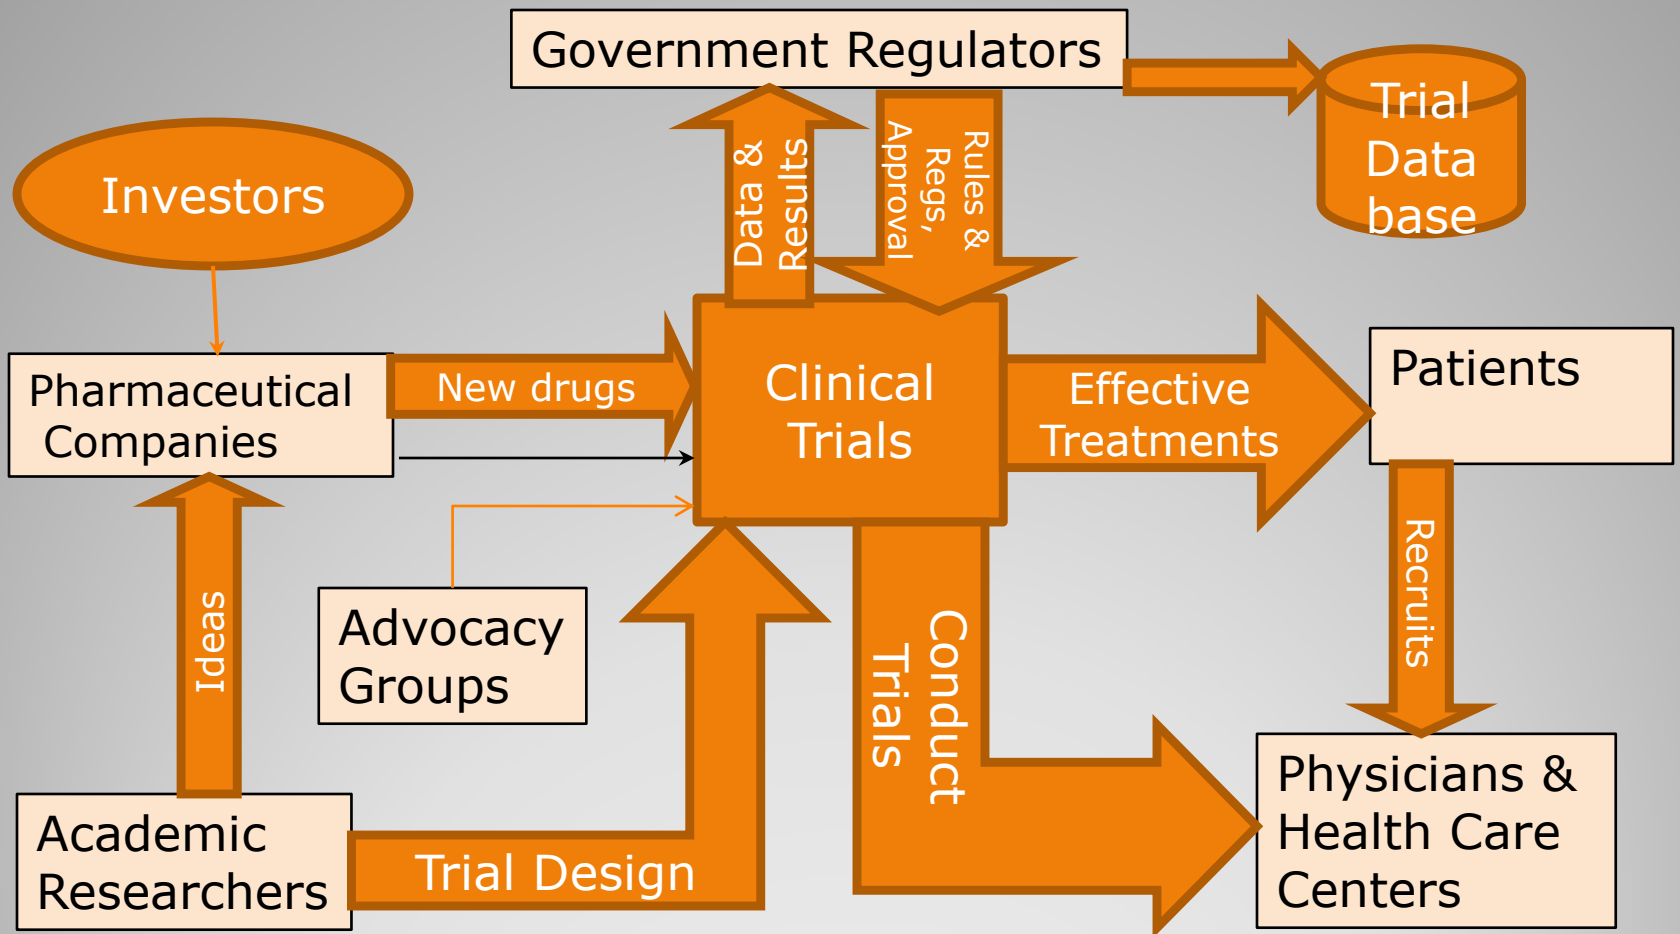 Government Regulators
Trial
Data
base
Investors
Data &
Results
Rules &
Regs,
Approval
Pharmaceutical
Companies
New drugs
Clinical
Trials
Effective
Treatments
Patients
Ideas
Advocacy
Groups
Conduct
Trials
Recruits
Academic
Researchers
Trial Design
Physicians &
Health Care
Centers